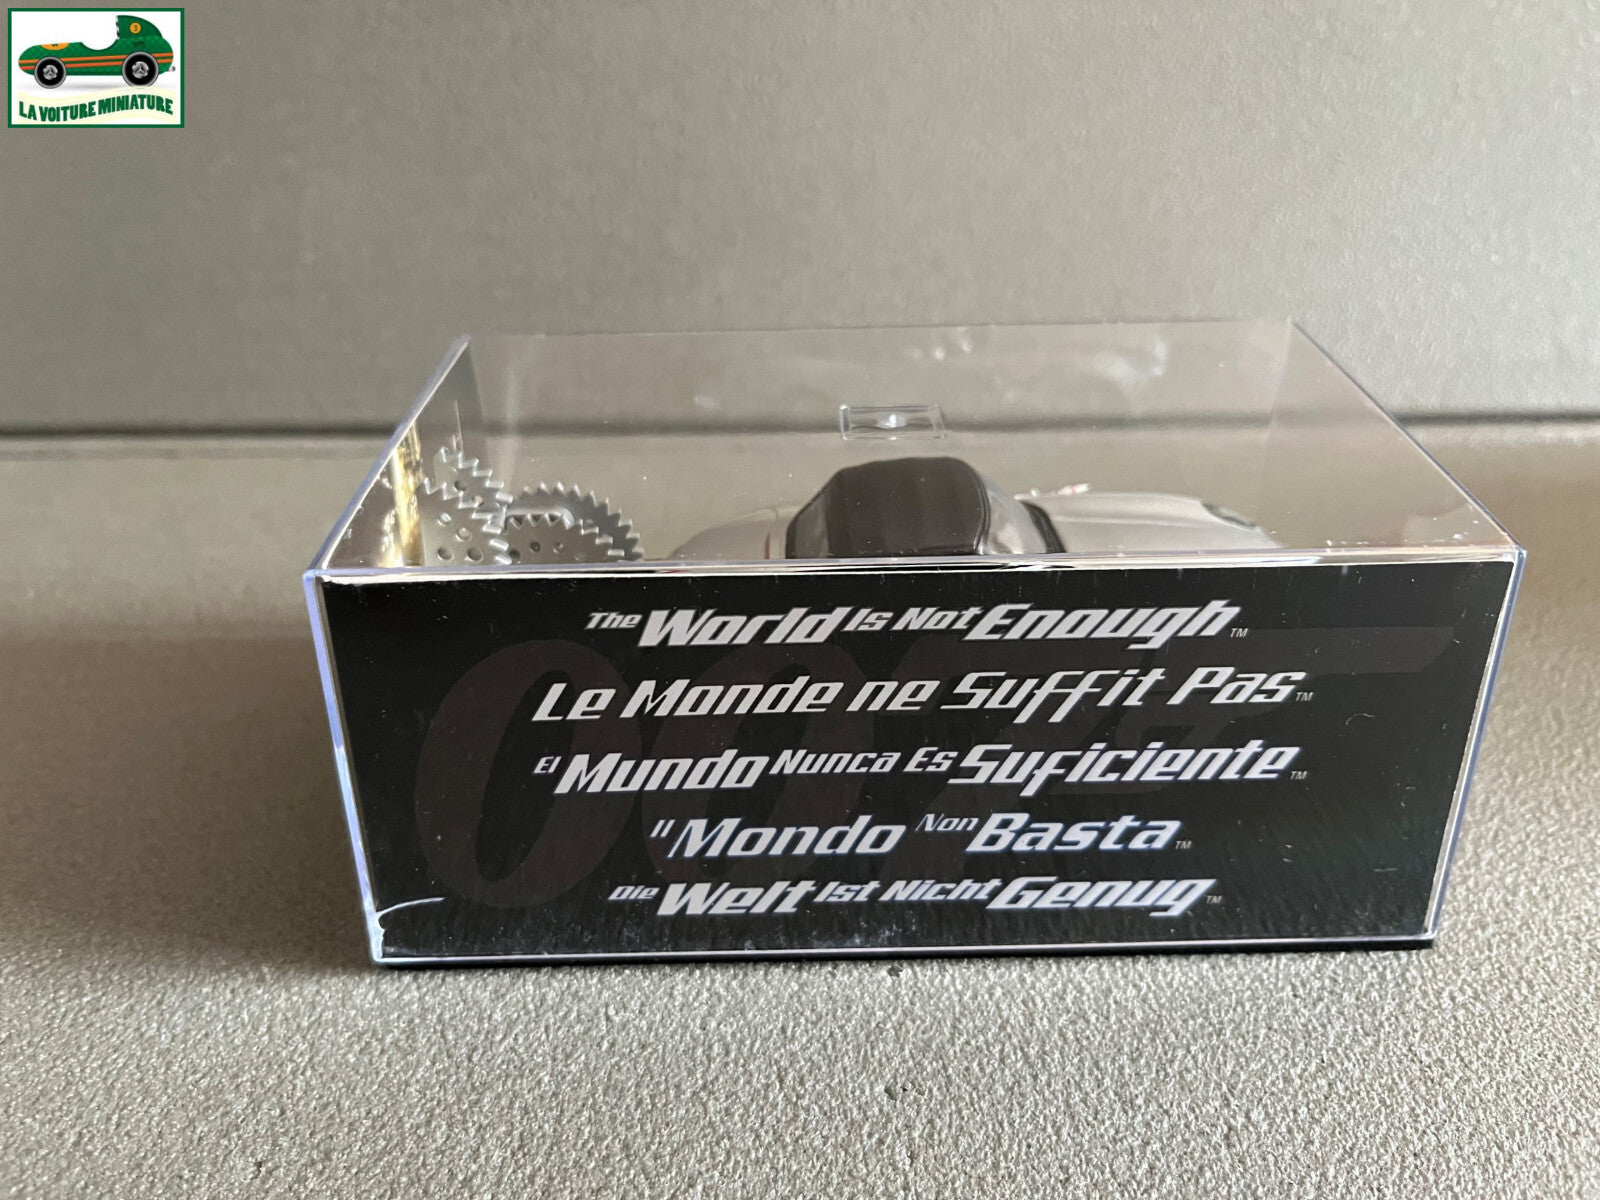 LA VOITURE MINIATURE
The World Is Not Enough™
Le Monde ne Suffit Pas™
El Mundo Nunca Es Suficiente™
Il Mondo Non Basta™
Die Welt Ist Nicht Genug™
007